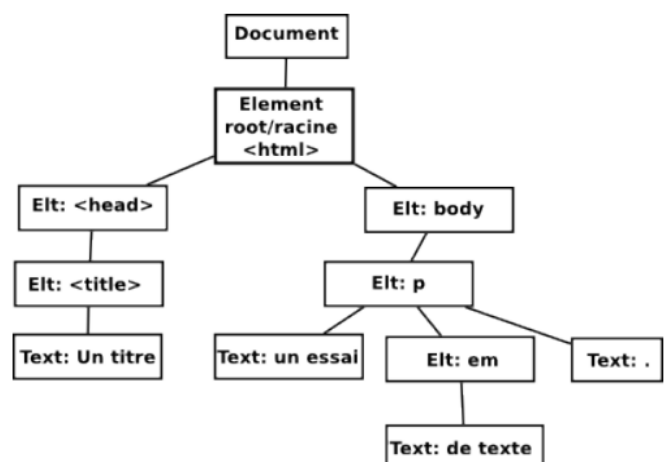 Document
Element
root/racine
<html>
Elt: <head>
Elt: body
Elt: <title>
Elt: p
Text: Un titre
Text: un essai
Elt: em
Text: .
Text: de texte